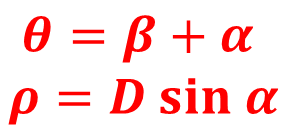 θ = β + α
ρ = D sin α